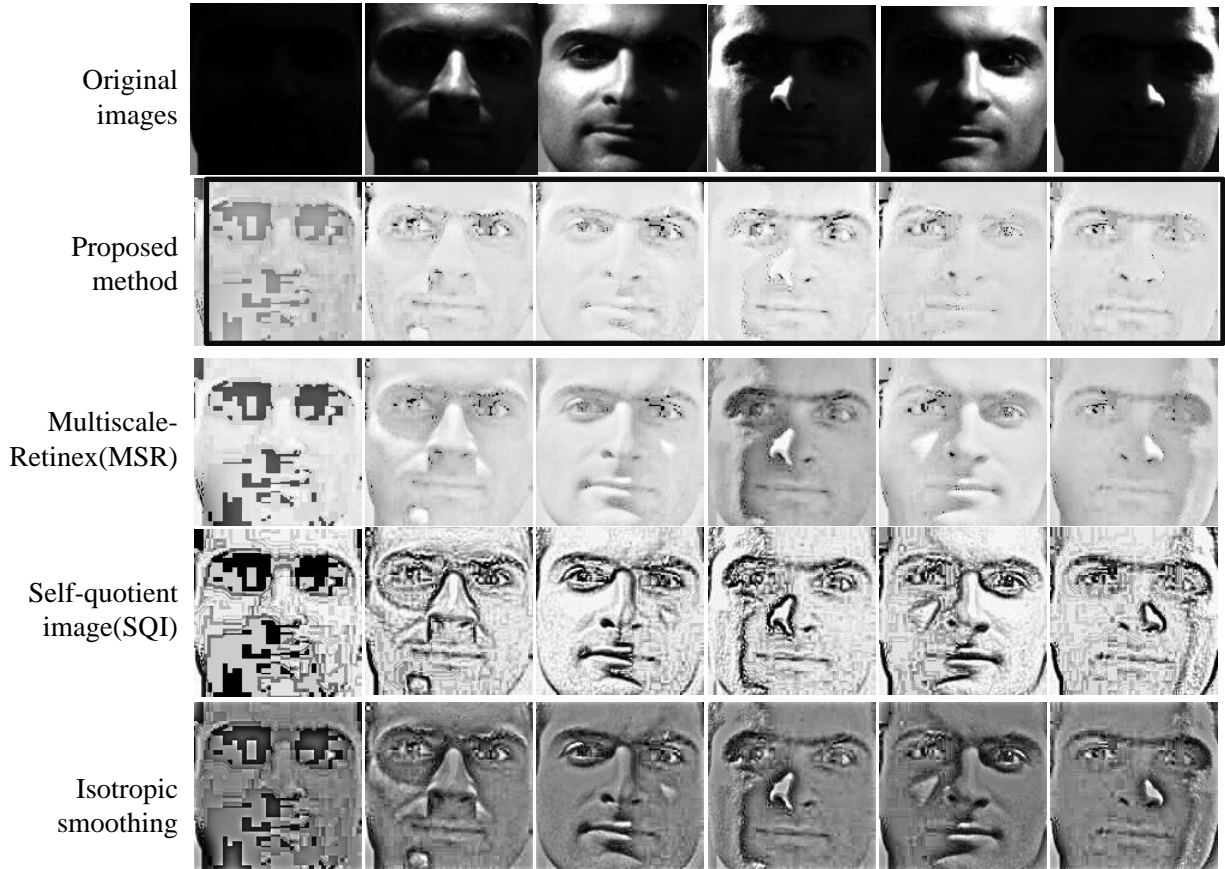 Original
images
Proposed
method
Multiscale-
Retinex(MSR)
Self-quotient
image(SQI)
Isotropic
smoothing